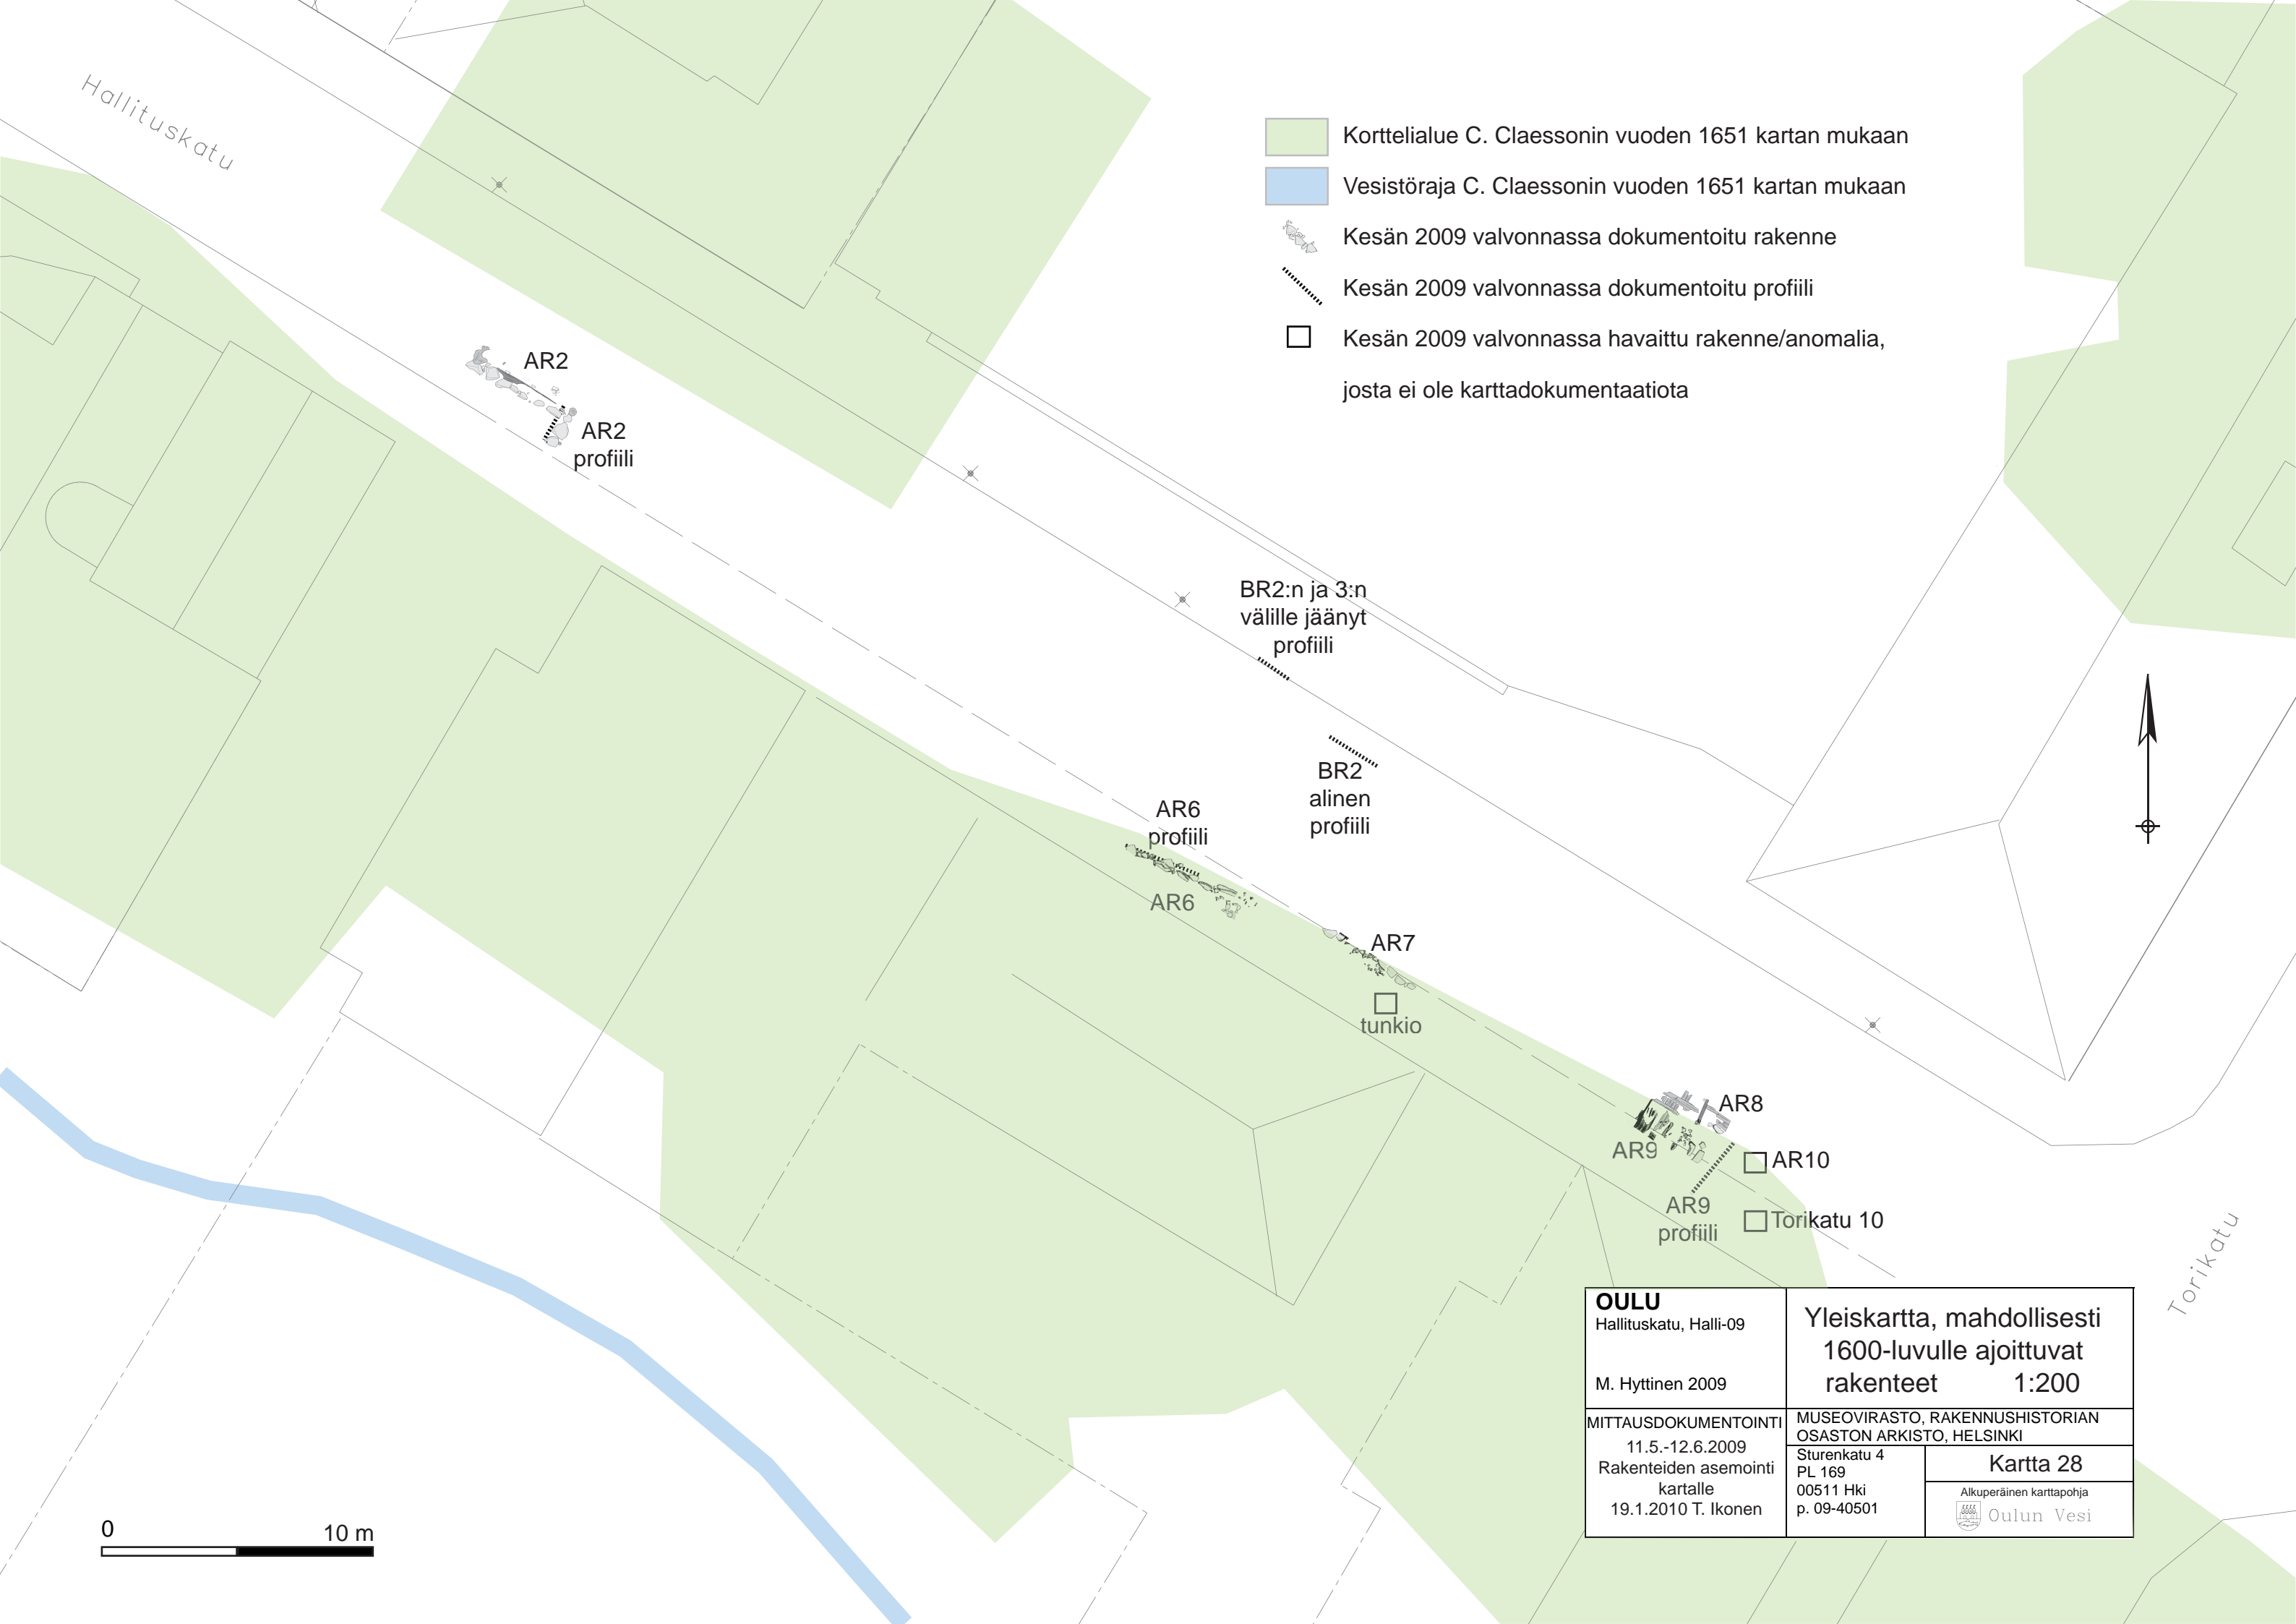 Hallituskatu
Korttelialue C. Claessonin vuoden 1651 kartan mukaan
Vesistöraja C. Claessonin vuoden 1651 kartan mukaan
Kesän 2009 valvonnassa dokumentoitu rakenne
Kesän 2009 valvonnassa dokumentoitu profiili
Kesän 2009 valvonnassa havaittu rakenne/anomalia,
josta ei ole karttadokumentaatiota
AR2
AR2
profiili
BR2:n ja 3:n
välille jäänyt
profiili
BR2
alinen
profiili
AR6
profiili
AR6
AR7
tunkio
AR8
AR9
AR10
AR9
profiili
Torikatu 10
Torikatu
OULU
Hallituskatu, Halli-09
M. Hyttinen 2009
Yleiskartta, mahdollisesti
1600-luvulle ajoittuvat
rakenteet 1:200
MITTAUSDOKUMENTOINTI
11.5.-12.6.2009
Rakenteiden asemointi
kartalle
19.1.2010 T. Ikonen
MUSEOVIRASTO, RAKENNUSHISTORIAN
OSASTON ARKISTO, HELSINKI
Sturenkatu 4
PL 169
00511 Hki
p. 09-40501
Kartta 28
Alkuperäinen karttapohja
Oulun Vesi
0 10 m